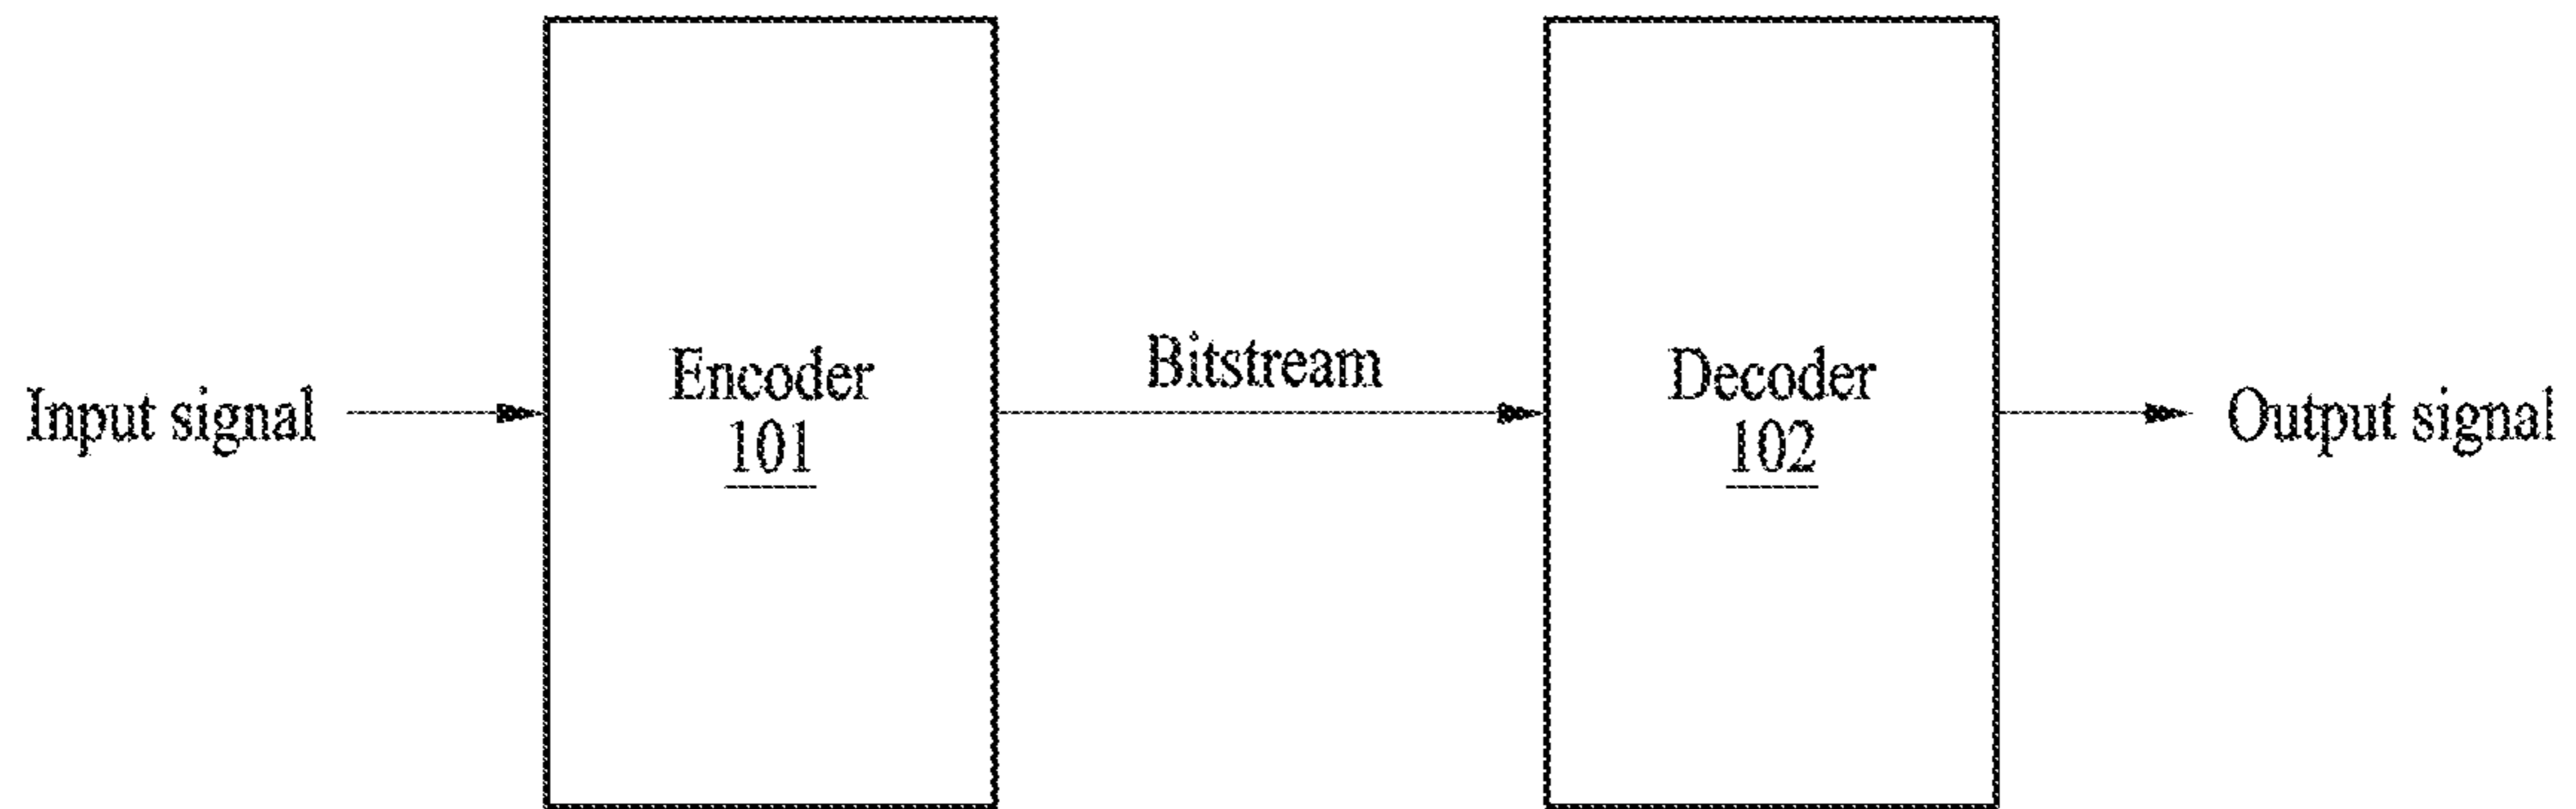 Input signal
Encoder
101
Bitstream
Decoder
102
Output signal